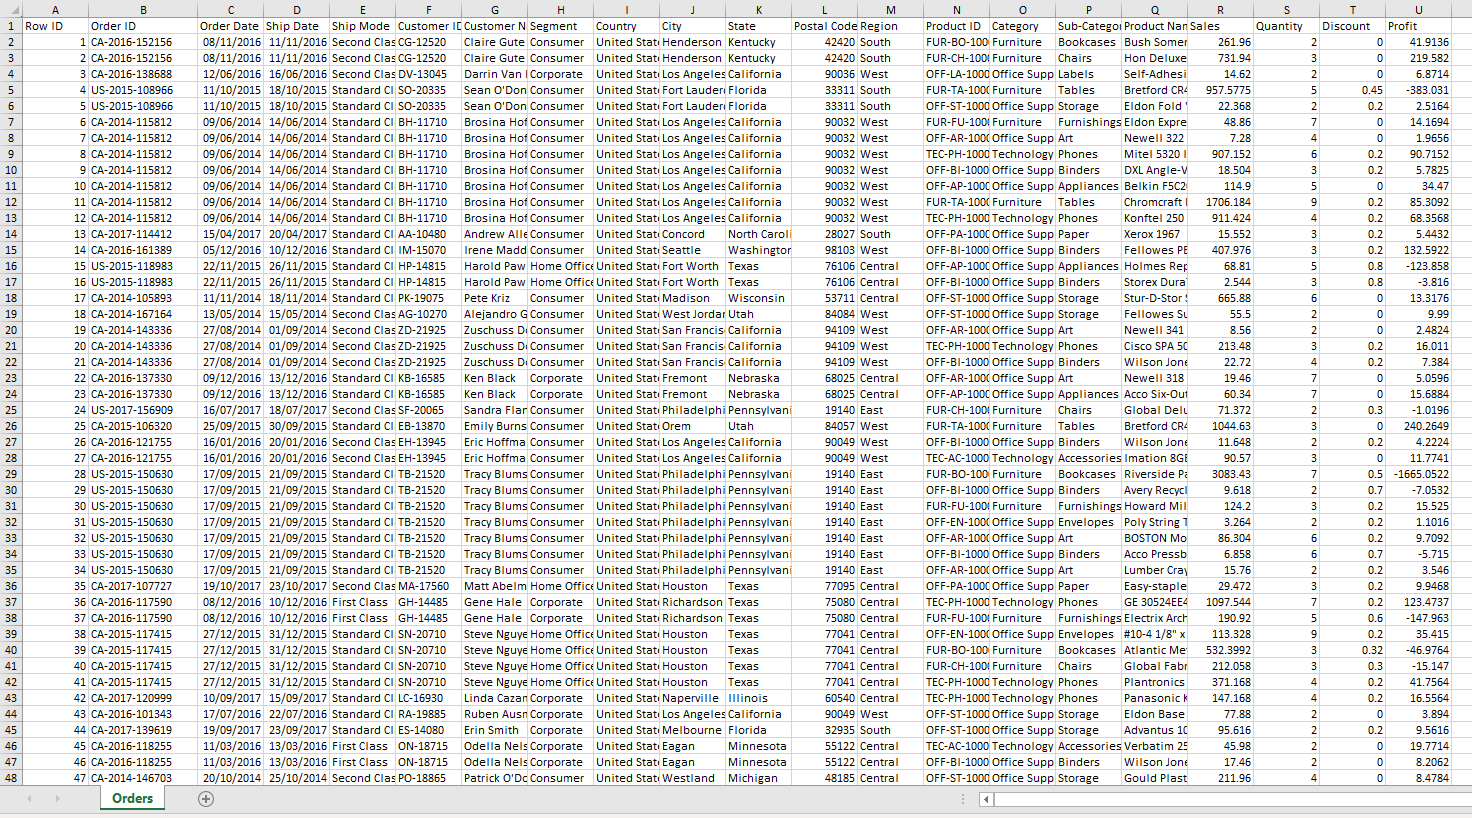 A B C D E F G H I J K L M N O P Q R S T U
1 Row ID Order ID Order Date Ship Date Ship Mode Customer ID Customer N Segment Country City State Postal Code Region Product ID Category Sub-Categor Product Nan Sales Quantity Discount Profit
2 1 CA-2016-152156 08/11/2016 11/11/2016 Second Clas CG-12520 Claire Gute Consumer United State Henderson Kentucky 42420 South FUR-BO-100 Furniture Bookcases Bush Somer 261.96 2 0 41.9136
3 2 CA-2016-152156 08/11/2016 11/11/2016 Second Clas CG-12520 Claire Gute Consumer United State Henderson Kentucky 42420 South FUR-CH-100 Furniture Chairs Hon Deluxe 731.94 3 0 219.582
4 3 CA-2016-138688 12/06/2016 16/06/2016 Second Clas DV-13045 Darrin Van Corporate United State Los Angeles California 90036 West OFF-LA-1000 Office Supp Labels Self-Adhesi 14.62 2 0 6.8714
5 4 US-2015-108966 11/10/2015 18/10/2015 Standard Cl SO-20335 Sean O'Don Consumer United State Fort Lauder Florida 33311 South FUR-TA-1000 Furniture Tables Bretford CR4 957.5775 5 0.45 -383.031
6 5 US-2015-108966 11/10/2015 18/10/2015 Standard Cl SO-20335 Sean O'Don Consumer United State Fort Lauder Florida 33311 South OFF-ST-1000 Office Supp Storage Eldon Fold 22.368 2 0.2 2.5164
7 6 CA-2014-115812 09/06/2014 14/06/2014 Standard Cl BH-11710 Brosina Hof Consumer United State Los Angeles California 90032 West FUR-FU-1000 Furniture Furnishings Eldon Expre 48.86 7 0 14.1694
8 7 CA-2014-115812 09/06/2014 14/06/2014 Standard Cl BH-11710 Brosina Hof Consumer United State Los Angeles California 90032 West OFF-AR-1000 Office Supp Art Newell 322 7.28 4 0 1.9656
9 8 CA-2014-115812 09/06/2014 14/06/2014 Standard Cl BH-11710 Brosina Hof Consumer United State Los Angeles California 90032 West TEC-PH-1000 Technology Phones Mitel 5320 I 907.152 6 0.2 90.7152
10 9 CA-2014-115812 09/06/2014 14/06/2014 Standard Cl BH-11710 Brosina Hof Consumer United State Los Angeles California 90032 West OFF-BI-1000 Office Supp Binders DXL Angle-V 18.504 3 0.2 5.7825
11 10 CA-2014-115812 09/06/2014 14/06/2014 Standard Cl BH-11710 Brosina Hof Consumer United State Los Angeles California 90032 West OFF-AP-1000 Office Supp Appliances Belkin F5C2 114.9 5 0 34.47
12 11 CA-2014-115812 09/06/2014 14/06/2014 Standard Cl BH-11710 Brosina Hof Consumer United State Los Angeles California 90032 West FUR-TA-1000 Furniture Tables Chromcraft 1706.184 9 0.2 85.3092
13 12 CA-2014-115812 09/06/2014 14/06/2014 Standard Cl BH-11710 Brosina Hof Consumer United State Los Angeles California 90032 West TEC-PH-1000 Technology Phones Konftel 250 911.424 4 0.2 68.3568
14 13 CA-2017-114412 15/04/2017 20/04/2017 Standard Cl AA-10480 Andrew Alle Consumer United State Concord North Caroli 28027 South OFF-PA-1000 Office Supp Paper Xerox 1967 15.552 3 0.2 5.4432
15 14 CA-2016-161389 05/12/2016 10/12/2016 Standard Cl IM-15070 Irene Madd Consumer United State Seattle Washington 98103 West OFF-BI-1000 Office Supp Binders Fellowes PB 407.976 3 0.2 132.5922
16 15 US-2015-118983 22/11/2015 26/11/2015 Standard Cl HP-14815 Harold Paw Home Office United State Fort Worth Texas 76106 Central OFF-AP-1000 Office Supp Appliances Holmes Rep 68.81 5 0.8 -123.858
17 16 US-2015-118983 22/11/2015 26/11/2015 Standard Cl HP-14815 Harold Paw Home Office United State Fort Worth Texas 76106 Central OFF-BI-1000 Office Supp Binders Storex Dura 2.544 3 0.8 -3.816
18 17 CA-2014-105893 11/11/2014 18/11/2014 Standard Cl PK-19075 Pete Kriz Consumer United State Madison Wisconsin 53711 Central OFF-ST-1000 Office Supp Storage Stur-D-Stor 665.88 6 0 13.3176
19 18 CA-2014-167164 13/05/2014 15/05/2014 Second Clas AG-10270 Alejandro G Consumer United State West Jordan Utah 84084 West OFF-ST-1000 Office Supp Storage Fellowes Su 55.5 2 0 9.99
20 19 CA-2014-143336 27/08/2014 01/09/2014 Second Clas ZD-21925 Zuschuss Do Consumer United State San Francis California 94109 West OFF-AR-1000 Office Supp Art Newell 341 8.56 2 0 2.4824
21 20 CA-2014-143336 27/08/2014 01/09/2014 Second Clas ZD-21925 Zuschuss Do Consumer United State San Francis California 94109 West TEC-PH-1000 Technology Phones Cisco SPA 50 213.48 3 0.2 16.011
22 21 CA-2014-143336 27/08/2014 01/09/2014 Second Clas ZD-21925 Zuschuss Do Consumer United State San Francis California 94109 West OFF-BI-1000 Office Supp Binders Wilson Jone 22.72 4 0.2 7.384
23 22 CA-2016-137330 09/12/2016 13/12/2016 Standard Cl KB-16585 Ken Black Corporate United State Fremont Nebraska 68025 Central OFF-AR-1000 Office Supp Art Newell 318 19.46 7 0 5.0596
24 23 CA-2016-137330 09/12/2016 13/12/2016 Standard Cl KB-16585 Ken Black Corporate United State Fremont Nebraska 68025 Central OFF-AP-1000 Office Supp Appliances Acco Six-Out 60.34 7 0 15.6884
25 24 US-2017-156909 16/07/2017 18/07/2017 Second Clas SF-20065 Sandra Flan Consumer United State Philadelphi Pennsylvani 19140 East FUR-CH-1000 Furniture Chairs Global Delu 71.372 2 0.3 -1.0196
26 25 CA-2015-106320 25/09/2015 30/09/2015 Standard Cl EB-13870 Emily Burns Consumer United State Orem Utah 84057 West FUR-TA-1000 Furniture Tables Bretford CR4 1044.63 3 0 240.2649
27 26 CA-2016-121755 16/01/2016 20/01/2016 Second Clas EH-13945 Eric Hoffma Consumer United State Los Angeles California 90049 West OFF-BI-1000 Office Supp Binders Wilson Jone 11.648 2 0.2 4.2224
28 27 CA-2016-121755 16/01/2016 20/01/2016 Second Clas EH-13945 Eric Hoffma Consumer United State Los Angeles California 90049 West TEC-AC-1000 Technology Accessories Imation 8GE 90.57 3 0 11.7741
29 28 US-2015-150630 17/09/2015 21/09/2015 Standard Cl TB-21520 Tracy Blums Consumer United State Philadelphi Pennsylvani 19140 East FUR-BO-100 Furniture Bookcases Riverside Pa 3083.43 7 0.5 -1665.0522
30 29 US-2015-150630 17/09/2015 21/09/2015 Standard Cl TB-21520 Tracy Blums Consumer United State Philadelphi Pennsylvani 19140 East OFF-BI-1000 Office Supp Binders Avery Recycl 9.618 2 0.7 -7.0532
31 30 US-2015-150630 17/09/2015 21/09/2015 Standard Cl TB-21520 Tracy Blums Consumer United State Philadelphi Pennsylvani 19140 East FUR-FU-1000 Furniture Furnishings Howard Mil 124.2 3 0.2 15.525
32 31 US-2015-150630 17/09/2015 21/09/2015 Standard Cl TB-21520 Tracy Blums Consumer United State Philadelphi Pennsylvani 19140 East OFF-EN-1000 Office Supp Envelopes Poly String T 3.264 2 0.2 1.1016
33 32 US-2015-150630 17/09/2015 21/09/2015 Standard Cl TB-21520 Tracy Blums Consumer United State Philadelphi Pennsylvani 19140 East OFF-AR-1000 Office Supp Art BOSTON Mo 86.304 6 0.2 9.7092
34 33 US-2015-150630 17/09/2015 21/09/2015 Standard Cl TB-21520 Tracy Blums Consumer United State Philadelphi Pennsylvani 19140 East OFF-BI-1000 Office Supp Binders Acco Pressb 6.858 6 0.7 -5.715
35 34 US-2015-150630 17/09/2015 21/09/2015 Standard Cl TB-21520 Tracy Blums Consumer United State Philadelphi Pennsylvani 19140 East OFF-AR-1000 Office Supp Art Lumber Cray 15.76 2 0.2 3.546
36 35 CA-2017-107727 19/10/2017 23/10/2017 Second Clas MA-17560 Matt Abelm Home Office United State Houston Texas 77095 Central OFF-PA-1000 Office Supp Paper Easy-staple 29.472 3 0.2 9.9468
37 36 CA-2016-117590 08/12/2016 10/12/2016 First Class GH-14485 Gene Hale Corporate United State Richardson Texas 75080 Central TEC-PH-1000 Technology Phones GE 30524EE4 1097.544 7 0.2 123.4737
38 37 CA-2016-117590 08/12/2016 10/12/2016 First Class GH-14485 Gene Hale Corporate United State Richardson Texas 75080 Central FUR-FU-1000 Furniture Furnishings Electrix Arch 190.92 5 0.6 -147.963
39 38 CA-2015-117415 27/12/2015 31/12/2015 Standard Cl SN-20710 Steve Nguye Home Office United State Houston Texas 77041 Central OFF-EN-1000 Office Supp Envelopes #10-4 1/8" x 113.328 9 0.2 35.415
40 39 CA-2015-117415 27/12/2015 31/12/2015 Standard Cl SN-20710 Steve Nguye Home Office United State Houston Texas 77041 Central FUR-BO-100 Furniture Bookcases Atlantic Me 532.3992 3 0.32 -46.9764
41 40 CA-2015-117415 27/12/2015 31/12/2015 Standard Cl SN-20710 Steve Nguye Home Office United State Houston Texas 77041 Central FUR-CH-100 Furniture Chairs Global Fabr 212.058 3 0.3 -15.147
42 41 CA-2015-117415 27/12/2015 31/12/2015 Standard Cl SN-20710 Steve Nguye Home Office United State Houston Texas 77041 Central TEC-PH-1000 Technology Phones Plantronics 371.168 4 0.2 41.7564
43 42 CA-2017-120999 10/09/2017 15/09/2017 Standard Cl LC-16930 Linda Cazan Corporate United State Naperville Illinois 60540 Central TEC-PH-1000 Technology Phones Panasonic K 147.168 4 0.2 16.5564
44 43 CA-2016-101343 17/07/2016 22/07/2016 Standard Cl RA-19885 Ruben Ausn Corporate United State Los Angeles California 90049 West OFF-ST-1000 Office Supp Storage Eldon Base 77.88 2 0 3.894
45 44 CA-2017-139619 19/09/2017 23/09/2017 Standard Cl ES-14080 Erin Smith Corporate United State Melbourne Florida 32935 South OFF-ST-1000 Office Supp Storage Advantus 10 95.616 2 0.2 9.5616
46 45 CA-2016-118255 11/03/2016 13/03/2016 First Class ON-18715 Odella Nels Corporate United State Eagan Minnesota 55122 Central TEC-AC-1000 Technology Accessories Verbatim 25 45.98 2 0 19.7714
47 46 CA-2016-118255 11/03/2016 13/03/2016 First Class ON-18715 Odella Nels Corporate United State Eagan Minnesota 55122 Central OFF-BI-1000 Office Supp Binders Wilson Jone 17.46 2 0 8.2062
48 47 CA-2014-146703 20/10/2014 25/10/2014 Second Clas PO-18865 Patrick O'Do Consumer United State Westland Michigan 48185 Central OFF-ST-1000 Office Supp Storage Gould Plast 211.96 4 0 8.4784
Orders